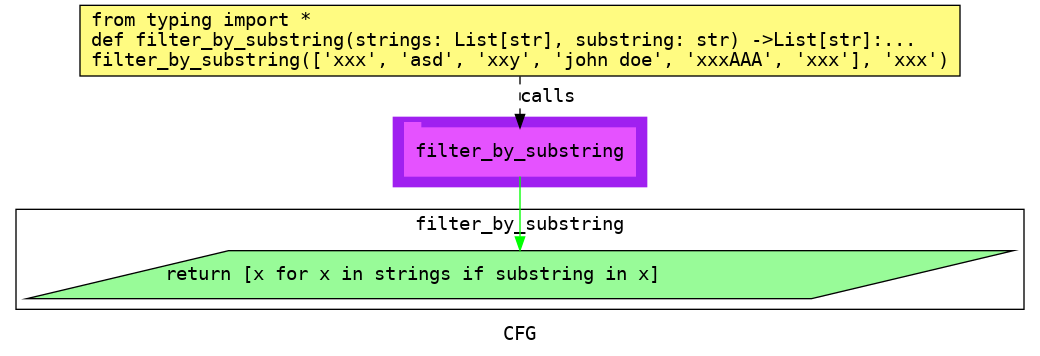 from typing import *
def filter_by_substring(strings: List[str], substring: str) ->List[str]:...
filter_by_substring(['xxx', 'asd', 'xxy', 'john doe', 'xxxAAA', 'xxx'], 'xxx')
calls
filter_by_substring
filter_by_substring
return [x for x in strings if substring in x]
CFG